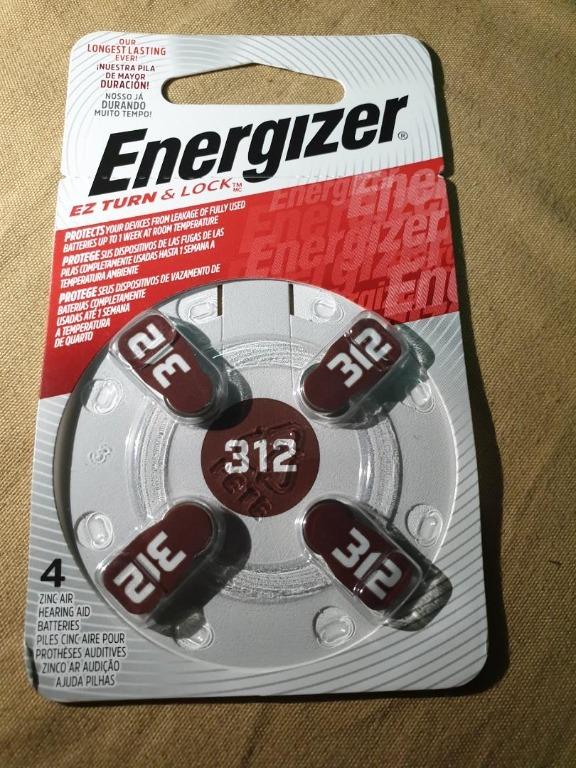 OUR
LONGEST LASTING
EVER!
¡NUESTRA PILA
DE MAYOR
DURACIÓN!
NOSSO JÁ
DURANDO
MUITO TEMPO!
Energizer®
EZ TURN & LOCK™
MC
PROTECTS YOUR DEVICES FROM LEAKAGE OF FULLY USED
BATTERIES UP TO 1 WEEK AT ROOM TEMPERATURE
PROTEGE SUS DISPOSITIVOS DE LAS FUGAS DE LAS
PILAS COMPLETAMENTE USADAS HASTA 1 SEMANA A
TEMPERATURA AMBIENTE
PROTEGE SEUS DISPOSITIVOS DE VAZAMENTO DE
BATERIAS COMPLETAMENTE
USADAS ATÉ 1 SEMANA
A TEMPERATURA
DE QUARTO
312
312
312
312
312
4
ZINC AIR
HEARING AID
BATTERIES
PILES CINC-AIRE POUR
PROTHÈSES AUDITIVES
ZINCO AR AUDIÇÃO
AJUDA PILHAS